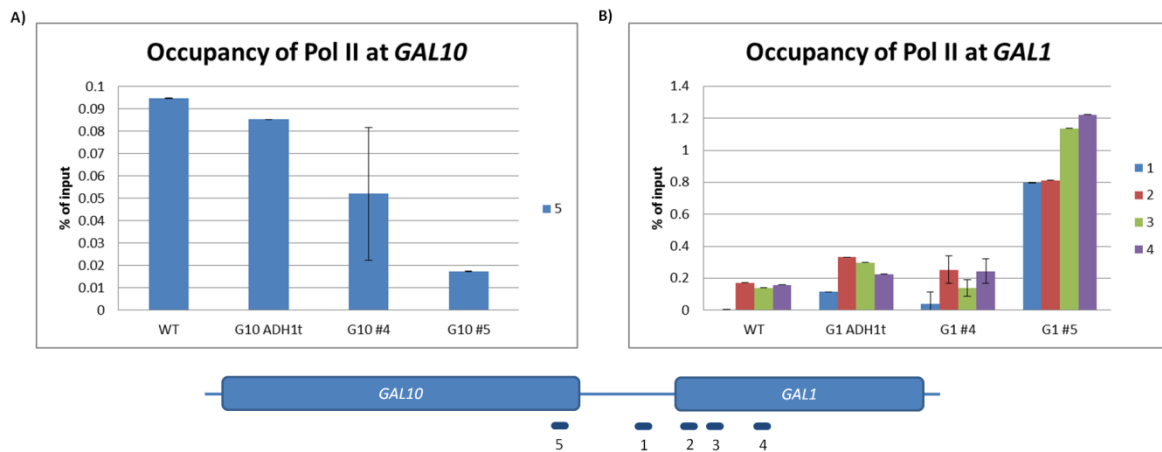 A)
Occupancy of Pol II at GAL10
% of input
0.1
0.09
0.08
0.07
0.06
0.05
0.04
0.03
0.02
0.01
0
WT
G10 ADH1t
G10 #4
G10 #5
5
B)
Occupancy of Pol II at GAL1
% of input
1.4
1.2
1
0.8
0.6
0.4
0.2
0
WT
G1 ADH1t
G1 #4
G1 #5
1
2
3
4
GAL10
GAL1
5
1
2
3
4